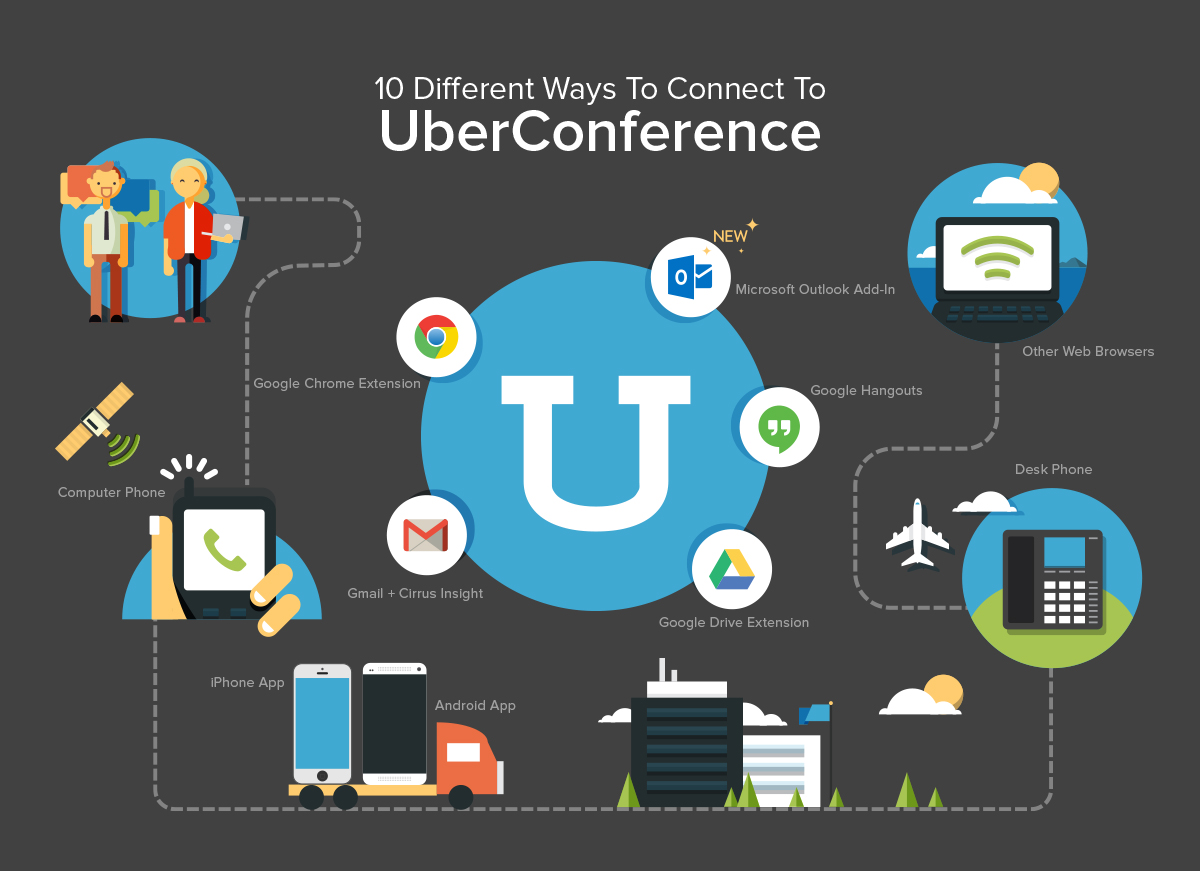 10 Different Ways To Connect To
UberConference
NEW
Microsoft Outlook Add-In
Other Web Browsers
Google Chrome Extension
Google Hangouts
Desk Phone
Computer Phone
Gmail + Cirrus Insight
Google Drive Extension
iPhone App
Android App